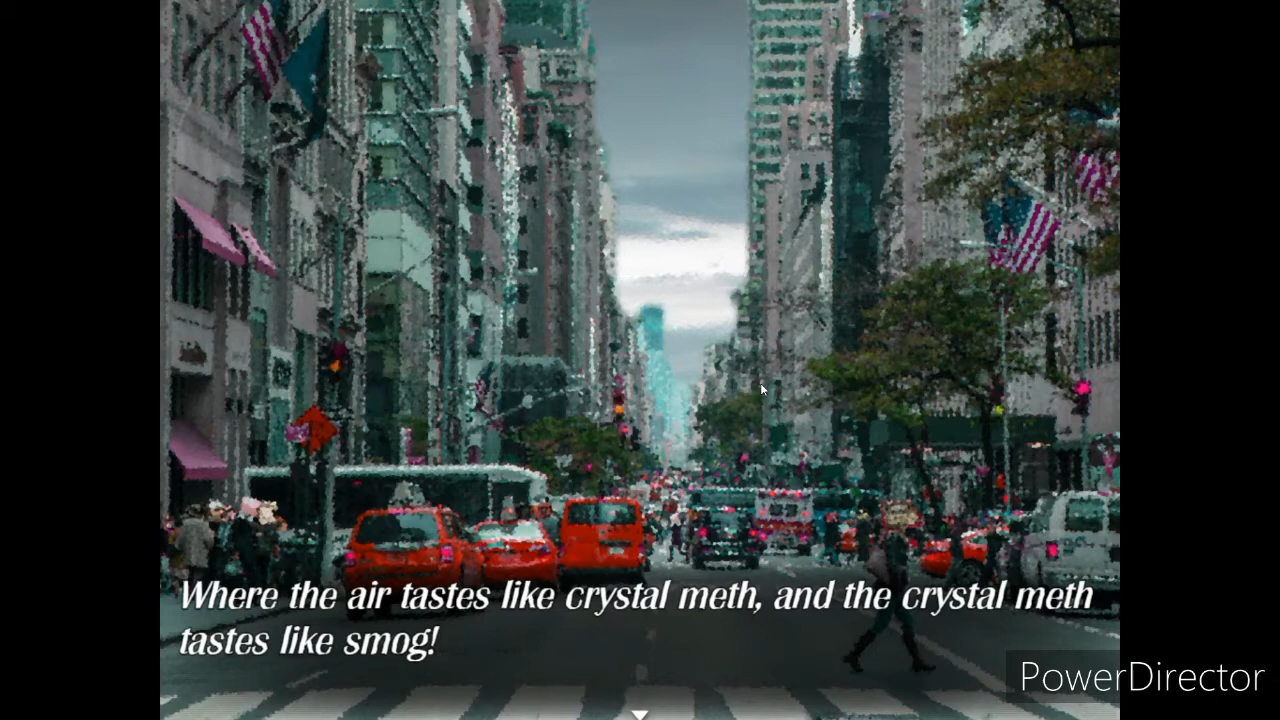 Where the air tastes like crystal meth, and the crystal meth
tastes like smog!
PowerDirector